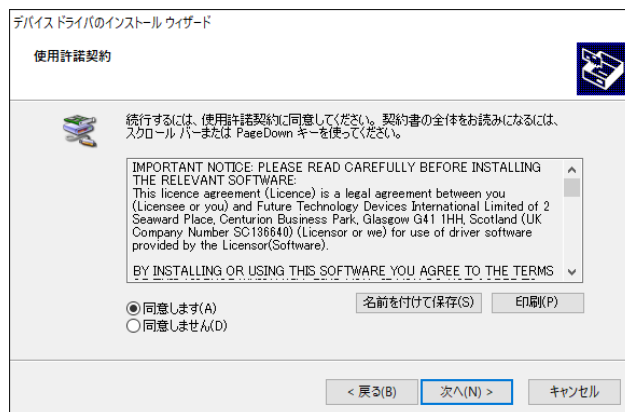 デバイス ドライバのインストール ウィザード
使用許諾契約
続行するには、使用許諾契約に同意してください。契約書の全体をお読みになるには、
スクロール バーまたは PageDown キーを使ってください。
IMPORTANT NOTICE: PLEASE READ CAREFULLY BEFORE INSTALLING
THE RELEVANT SOFTWARE:
This licence agreement (Licence) is a legal agreement between you
(Licensee or you) and Future Technology Devices International Limited of 2
Seaward Place, Centurion Business Park, Glasgow G41 1HH, Scotland (UK
Company Number SC136640) (Licensor or we) for use of driver software
provided by the Licensor(Software).
BY INSTALLING OR USING THIS SOFTWARE YOU AGREE TO THE TERMS
同意します(A)
名前を付けて保存(S)
印刷(P)
同意しません(D)
< 戻る(B)
次へ(N) >
キャンセル